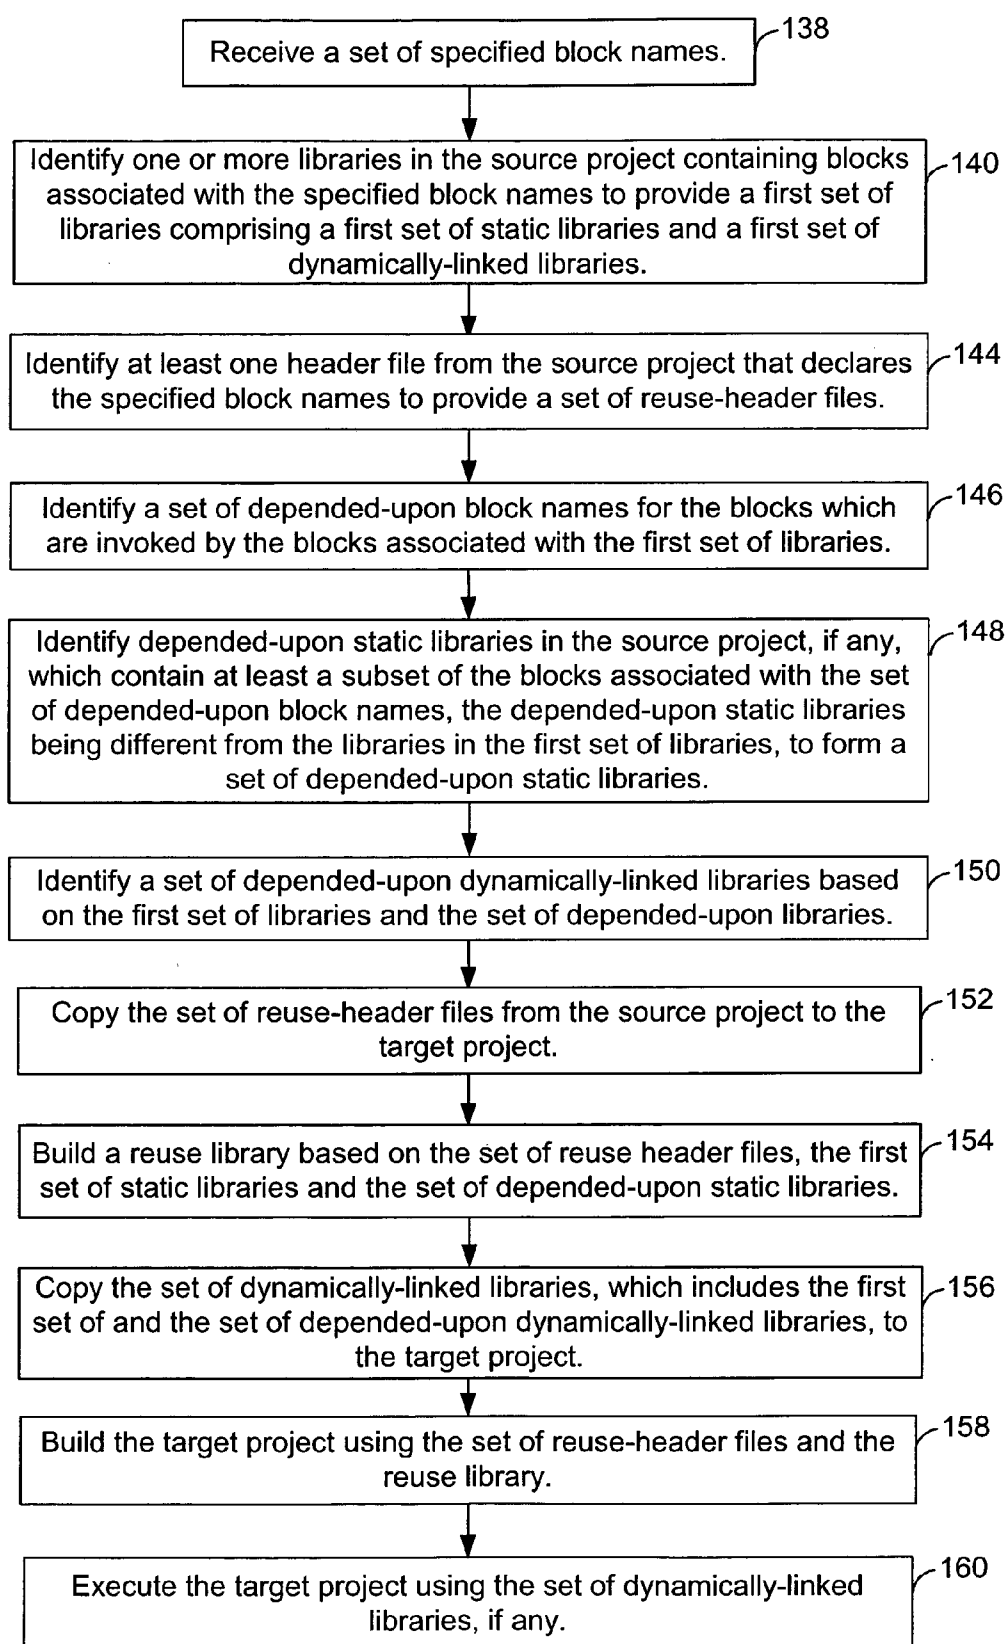 Receive a set of specified block names.
138
Identify one or more libraries in the source project containing blocks
associated with the specified block names to provide a first set of
libraries comprising a first set of static libraries and a first set of
dynamically-linked libraries.
140
Identify at least one header file from the source project that declares
the specified block names to provide a set of reuse-header files.
144
Identify a set of depended-upon block names for the blocks which
are invoked by the blocks associated with the first set of libraries.
146
Identify depended-upon static libraries in the source project, if any,
which contain at least a subset of the blocks associated with the set
of depended-upon block names, the depended-upon static libraries
being different from the libraries in the first set of libraries, to form a
set of depended-upon static libraries.
148
Identify a set of depended-upon dynamically-linked libraries based
on the first set of libraries and the set of depended-upon libraries.
150
Copy the set of reuse-header files from the source project to the
target project.
152
Build a reuse library based on the set of reuse header files, the first
set of static libraries and the set of depended-upon static libraries.
154
Copy the set of dynamically-linked libraries, which includes the first
set of and the set of depended-upon dynamically-linked libraries, to
the target project.
156
Build the target project using the set of reuse-header files and the
reuse library.
158
Execute the target project using the set of dynamically-linked
libraries, if any.
160